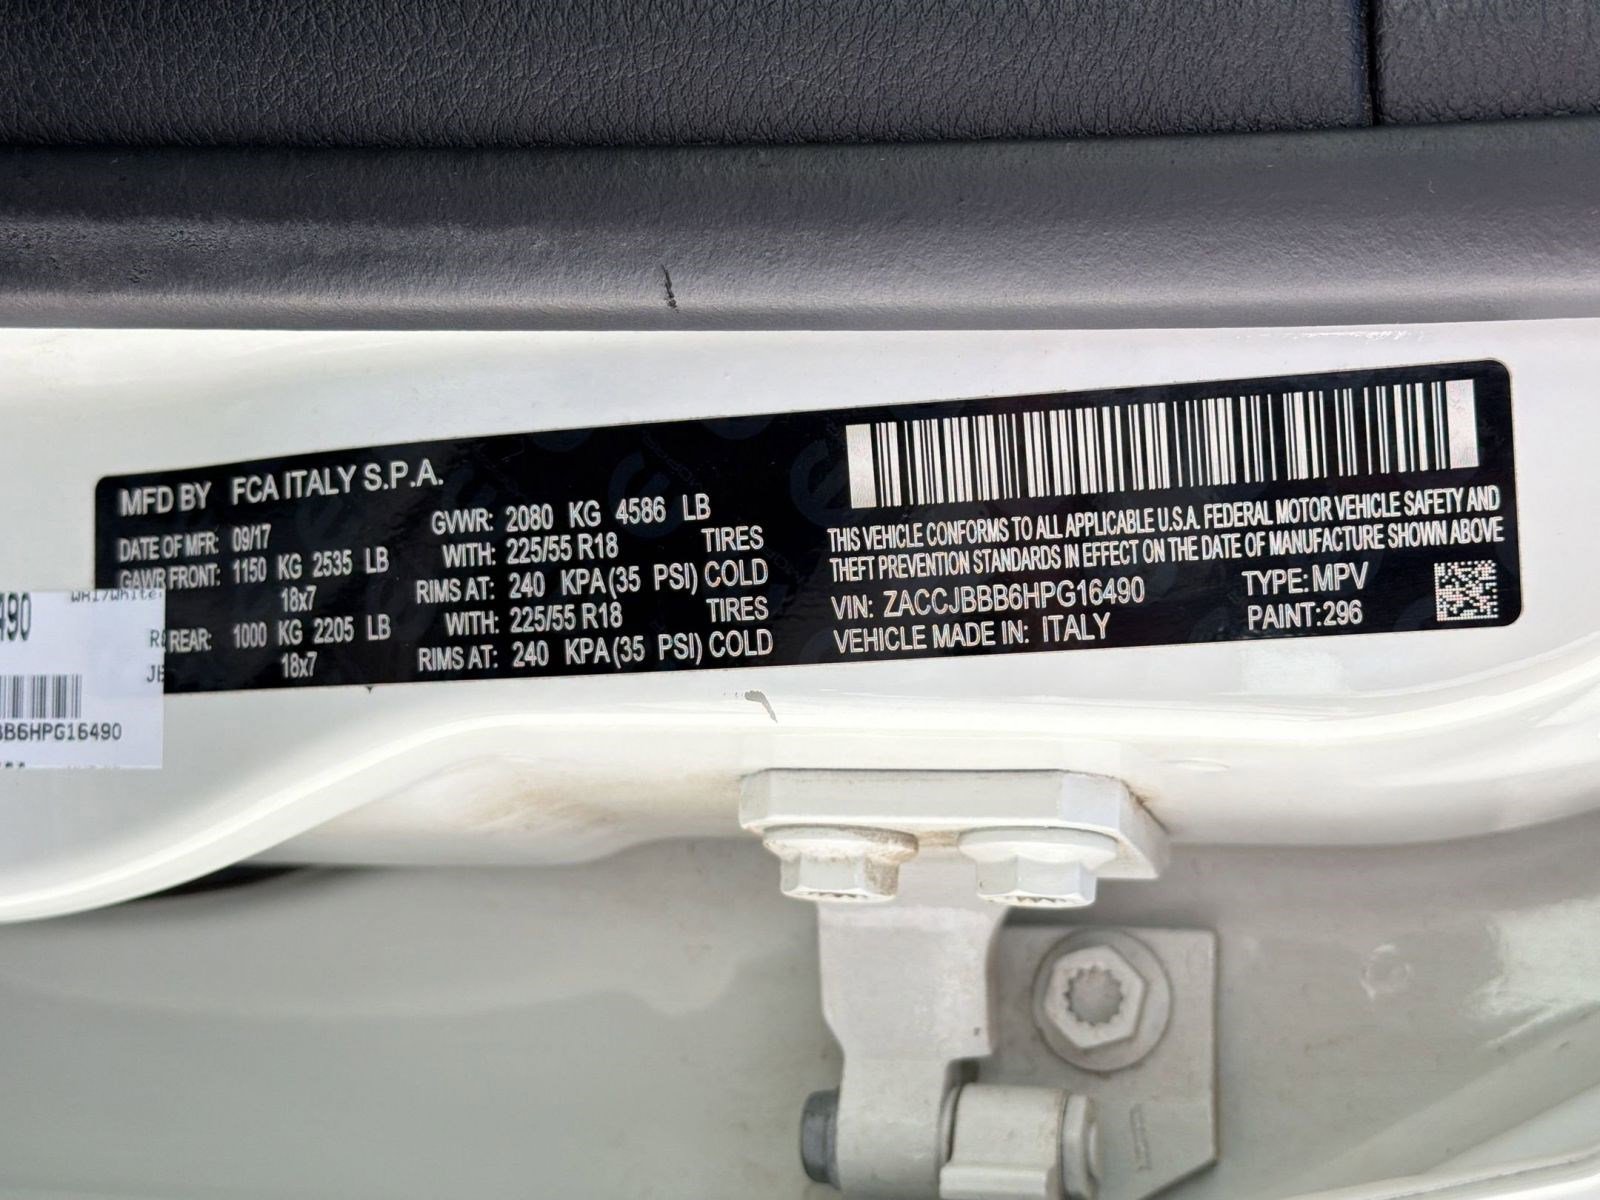 MFD BY FCA ITALY S.P.A.
DATE OF MFR: 09/17 GVWR: 2080 KG 4586 LB
GAWR FRONT: 1150 KG 2535 LB WITH: 225/55 R18 TIRES
18x7 RIMS AT: 240 KPA(35 PSI) COLD
REAR: 1000 KG 2205 LB WITH: 225/55 R18 TIRES
18x7 RIMS AT: 240 KPA(35 PSI) COLD
THIS VEHICLE CONFORMS TO ALL APPLICABLE U.S.A. FEDERAL MOTOR VEHICLE SAFETY AND
THEFT PREVENTION STANDARDS IN EFFECT ON THE DATE OF MANUFACTURE SHOWN ABOVE
VIN: ZACCJBBB6HPG16490 TYPE: MPV
VEHICLE MADE IN: ITALY PAINT:296
490
BB6HPG16490